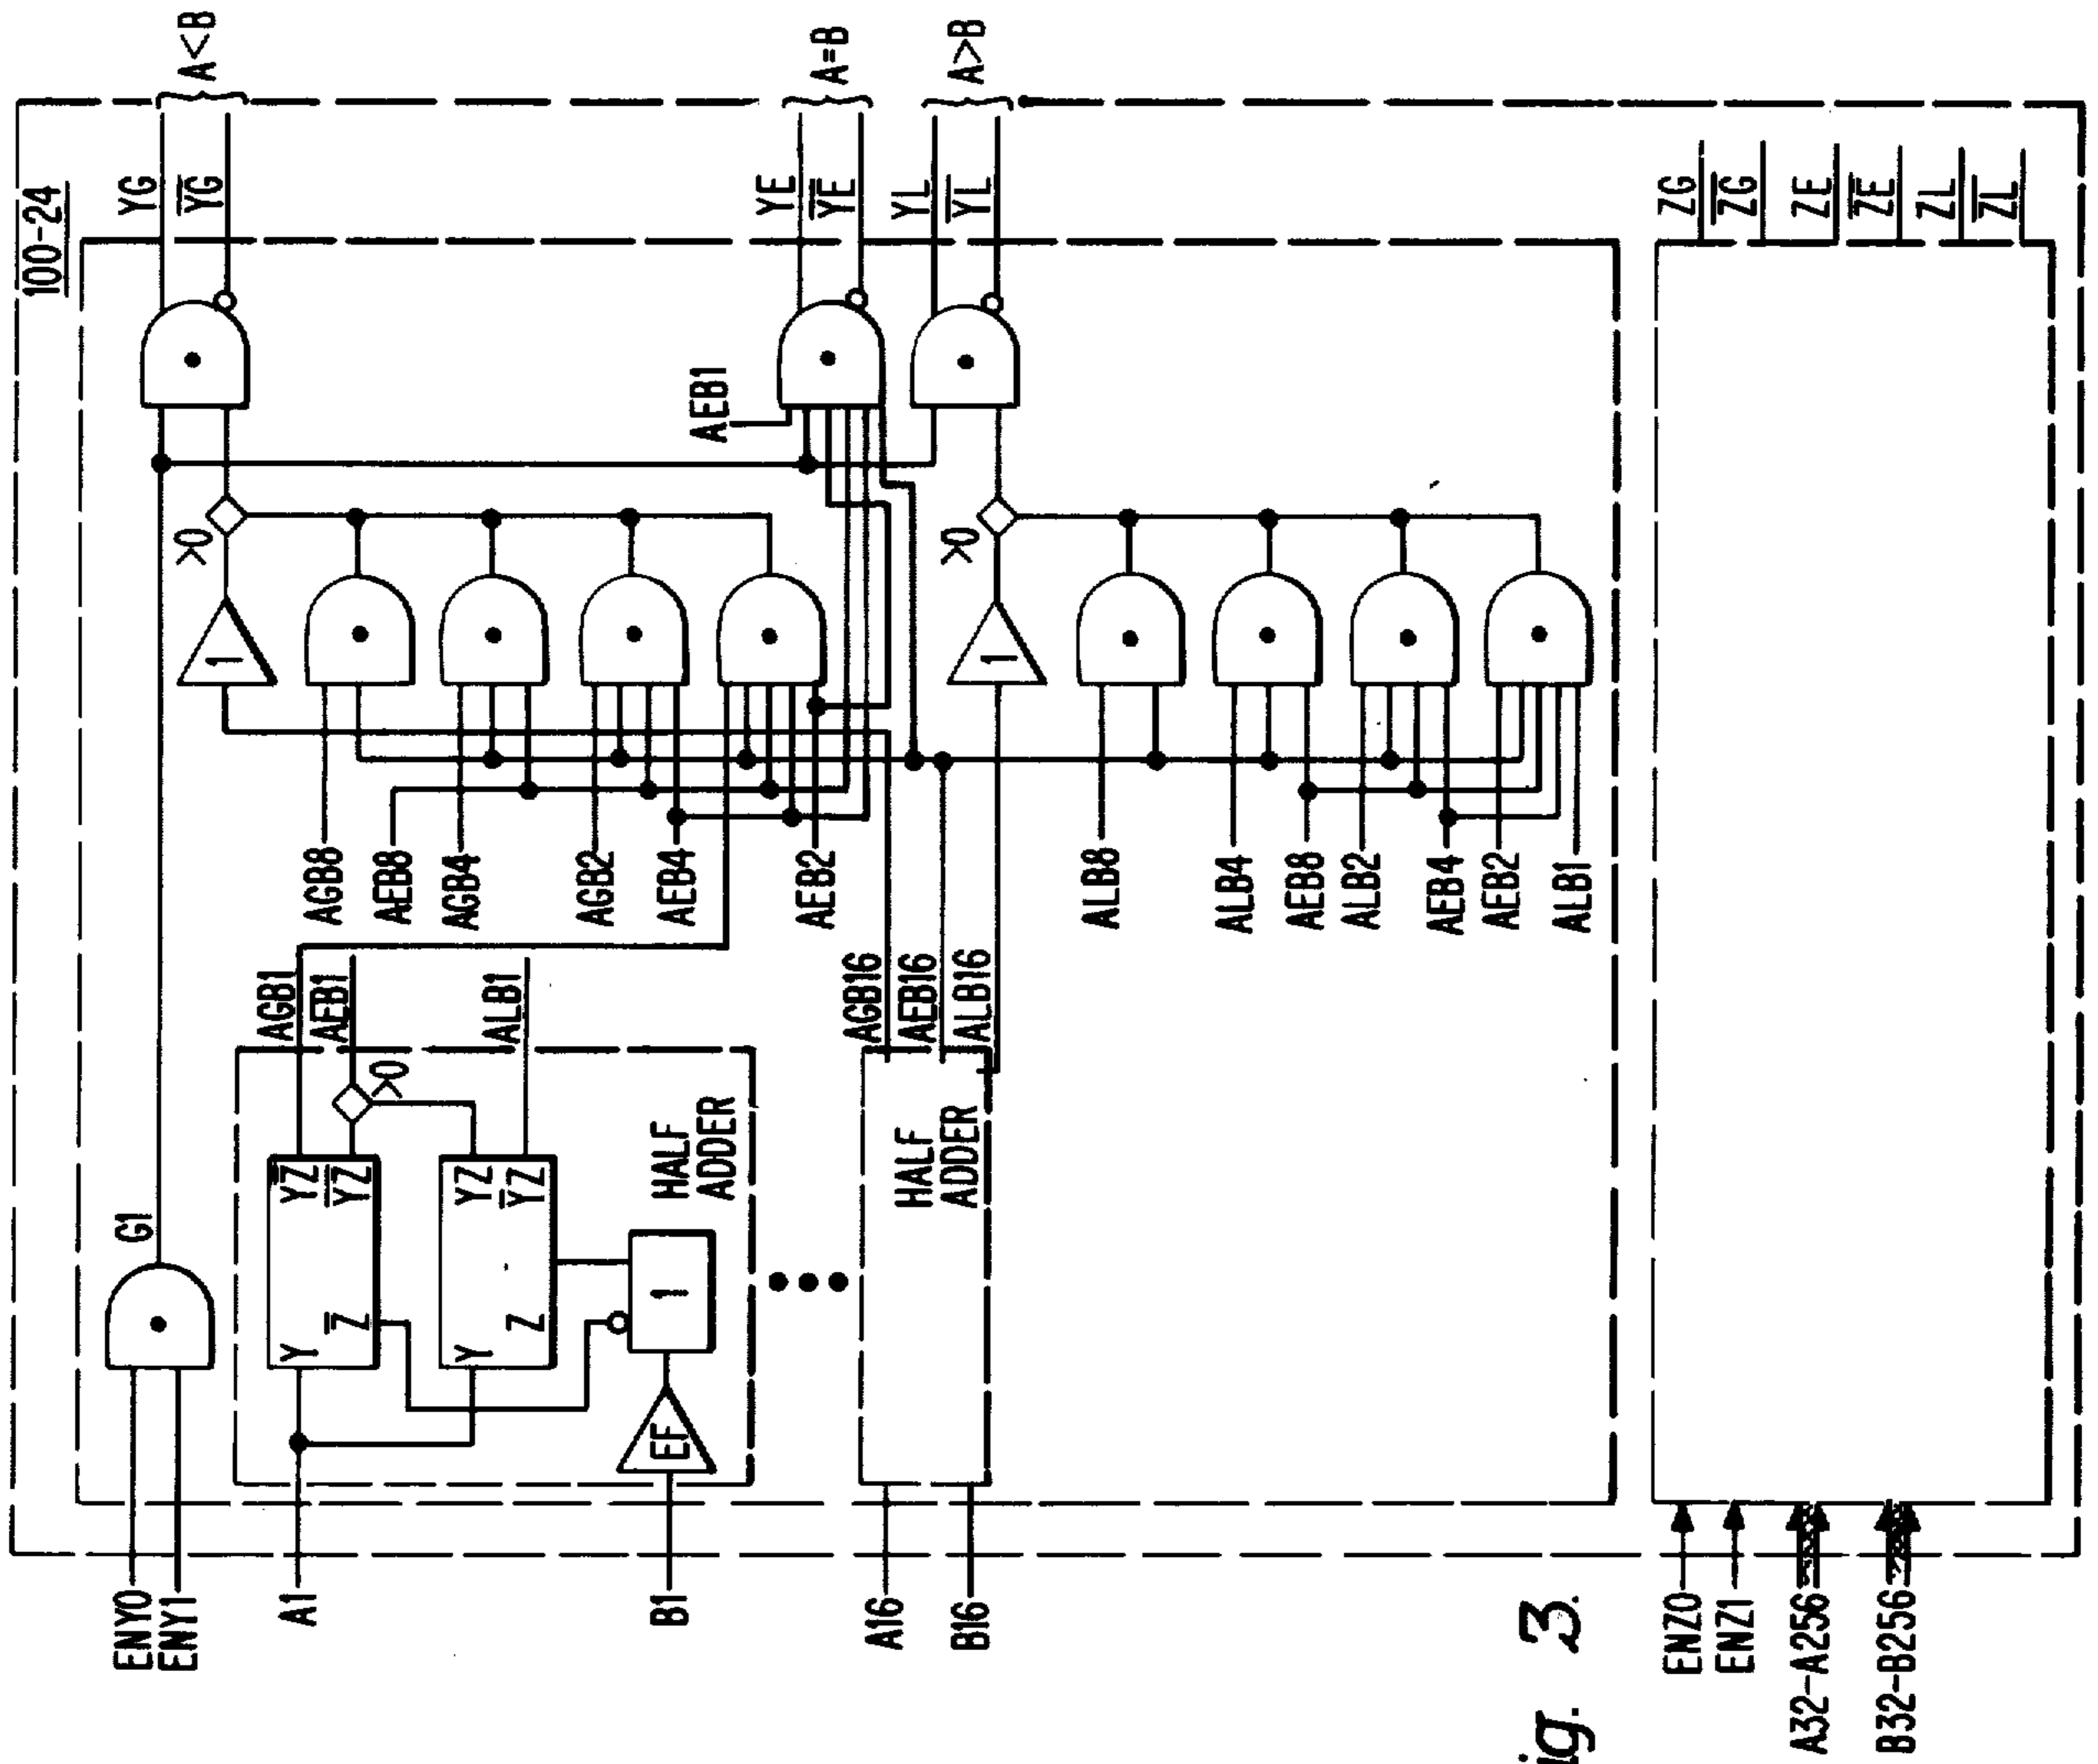 100-24
YG
YG
A<B
YE
YE
A=B
YL
YL
A>B
ZG
ZG
ZE
ZE
ZL
ZL
AEB1
>0
>0
1
1
AGB8
AEB8
AGB4
AGB2
AEB4
AEB2
ALB8
ALB4
AEB8
ALB2
AEB4
AEB2
ALB1
G1
AGB1
AEB1
>0
ALB1
AGB16
AEB16
ALB16
Y
Z
YZ
YZ
Y
Z
YZ
YZ
1
EF
HALF
ADDER
HALF
ADDER
ENY0
ENY1
A1
B1
A16
B16
ENZ0
ENZ1
A32-A256
B32-B256
ig. 3.